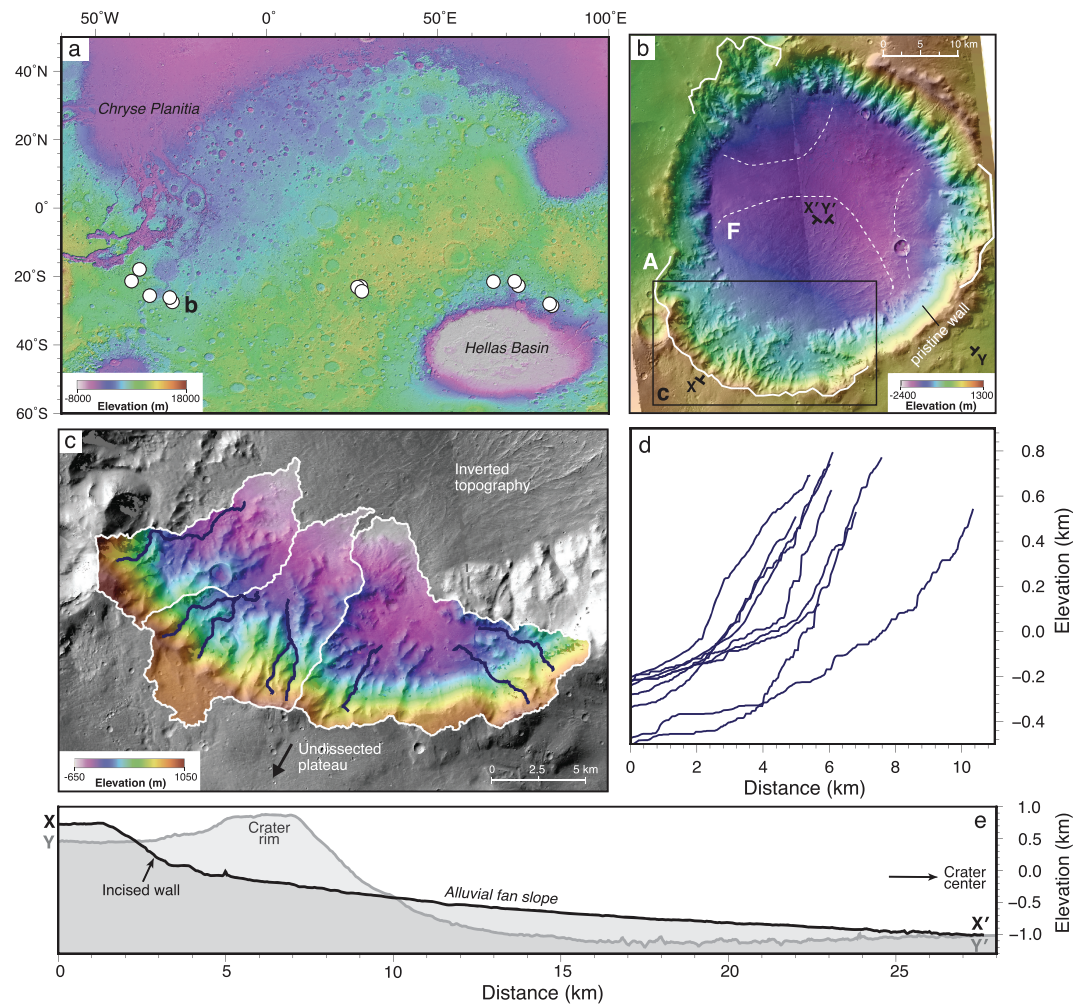 50°W 0° 50°E 100°E
a
40°N
20°N
0°
20°S
40°S
60°S
Chryse Planitia
b
Hellas Basin
-8000 18000
Elevation (m)
b
0 5 10 km
X′ Y′
F
A
pristine wall
X
Y
c
-2400 1300
Elevation (m)
c
Inverted
topography
Undissected
plateau
-650 1050
Elevation (m)
0 2.5 5 km
d
0.8
0.6
0.4
0.2
0.0
−0.2
−0.4
Elevation (km)
0 2 4 6 8 10
Distance (km)
X
Y
Crater
rim
Incised wall
Alluvial fan slope
e
Crater
center
X′
Y′
1.0
0.5
0.0
−0.5
−1.0
Elevation (km)
0 5 10 15 20 25
Distance (km)